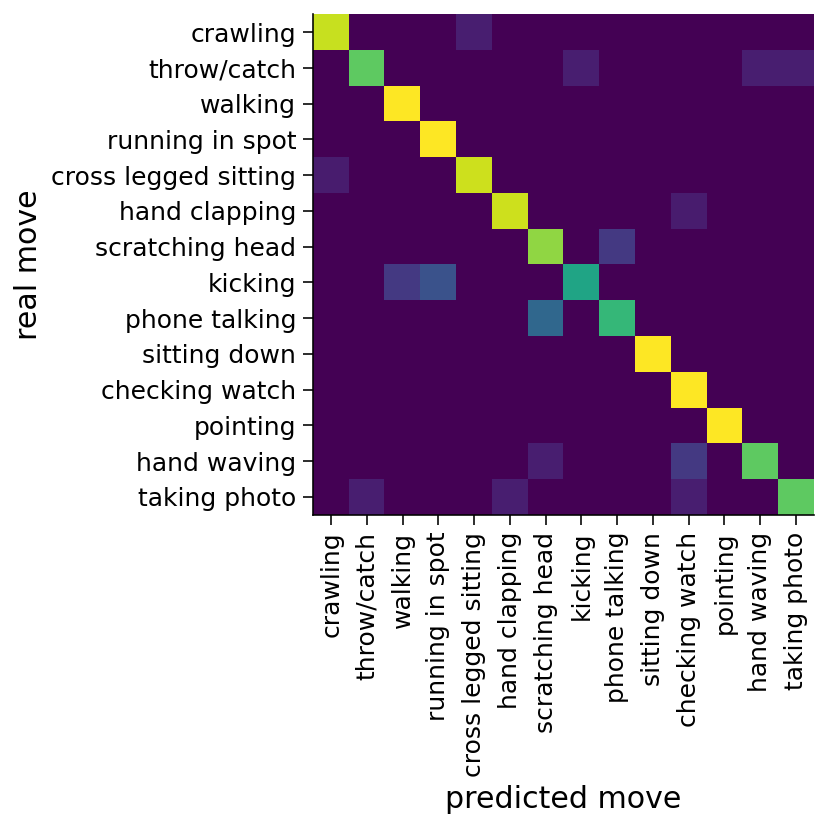 crawling
throw/catch
walking
running in spot
cross legged sitting
hand clapping
scratching head
kicking
phone talking
sitting down
checking watch
pointing
hand waving
taking photo
real move
crawling
throw/catch
walking
running in spot
cross legged sitting
hand clapping
scratching head
kicking
phone talking
sitting down
checking watch
pointing
hand waving
taking photo
predicted move